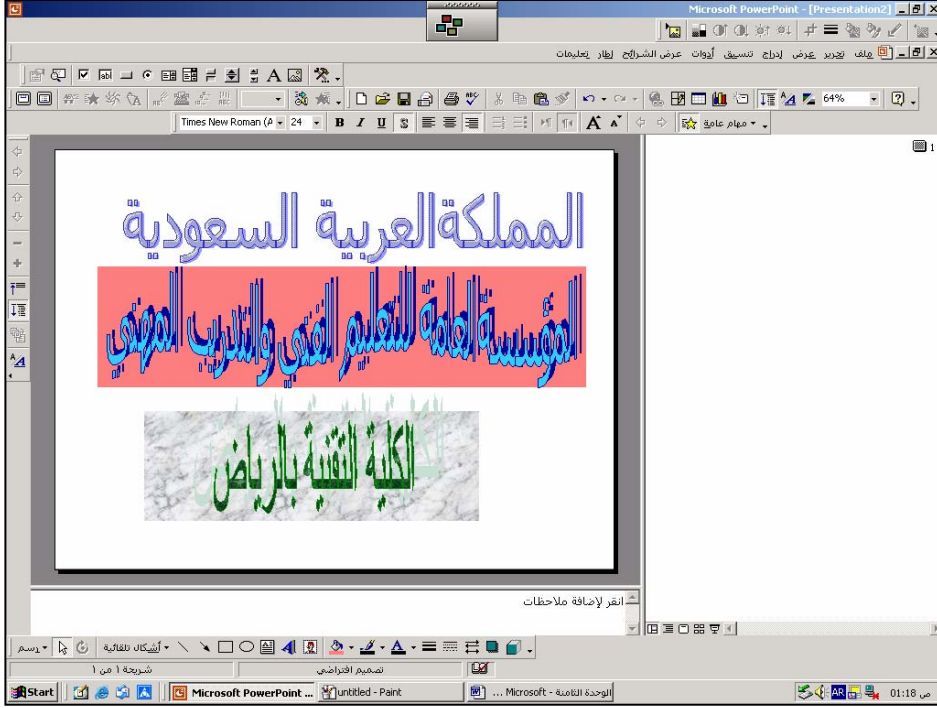 Microsoft PowerPoint - [Presentation2]
ملف تحرير عرض إدراج تنسيق أدوات عرض الشرائح إطار تعليمات
64%
Times New Roman (A 24 B I U S مهام عامة
1
المملكة العربية السعودية
المؤسسة العامة للتعليم الفني والتدريب المهني
الكلية التقنية بالرياض
انقر لإضافة ملاحظات
رسم أشكال تلقائية
شريحة ١ من ١ تصميم افتراضي
Start Microsoft PowerPoint ... untitled - Paint الوحدة الثامنة - Microsoft ... AR 01:18 ص